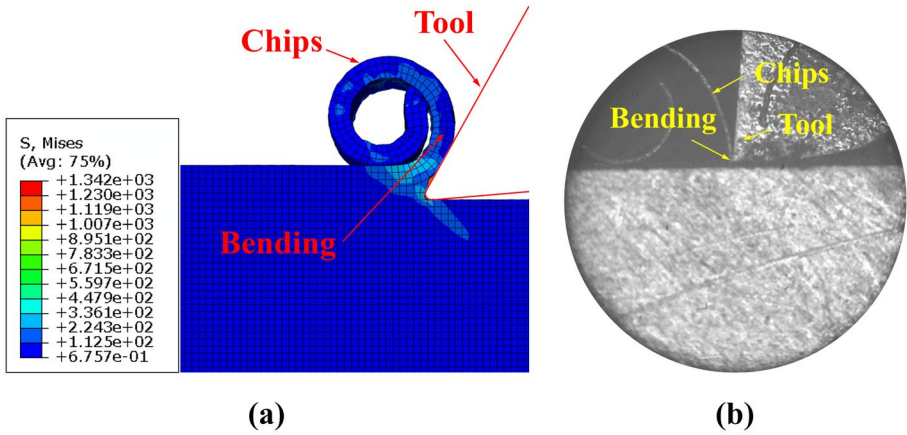 Tool
Chips
Bending
S, Mises
(Avg: 75%)
+1.342e+03
+1.230e+03
+1.119e+03
+1.007e+03
+8.951e+02
+7.833e+02
+6.715e+02
+5.597e+02
+4.479e+02
+3.361e+02
+2.243e+02
+1.125e+02
+6.757e-01
(a)
Chips
Bending
Tool
(b)